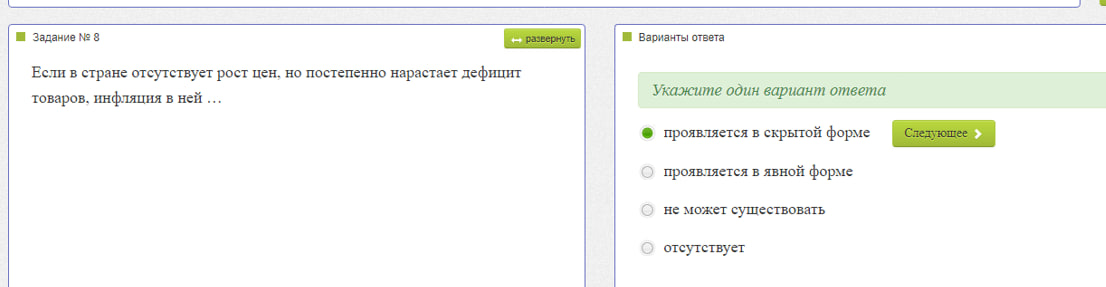 Задание № 8
развернуть
Если в стране отсутствует рост цен, но постепенно нарастает дефицит
товаров, инфляция в ней …
Варианты ответа
Укажите один вариант ответа
проявляется в скрытой форме
Следующее
проявляется в явной форме
не может существовать
отсутствует